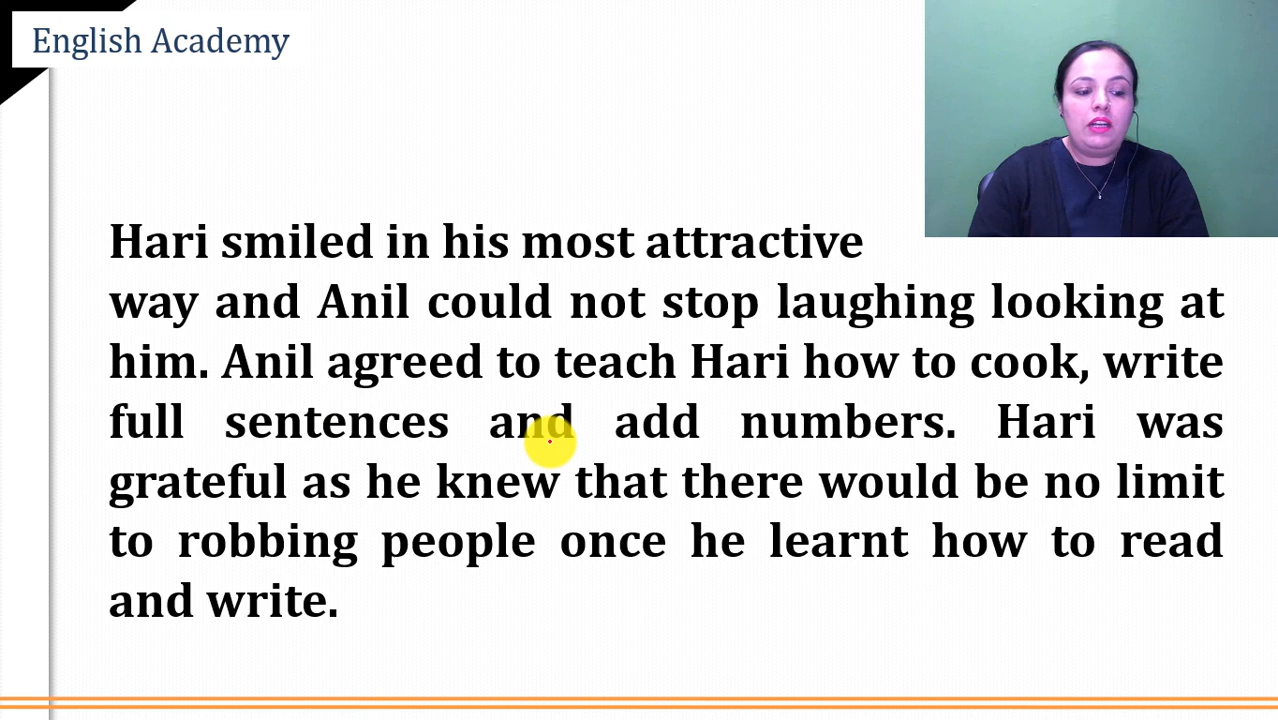 English Academy
Hari smiled in his most attractive
way and Anil could not stop laughing looking at
him. Anil agreed to teach Hari how to cook, write
full sentences and add numbers. Hari was
grateful as he knew that there would be no limit
to robbing people once he learnt how to read
and write.